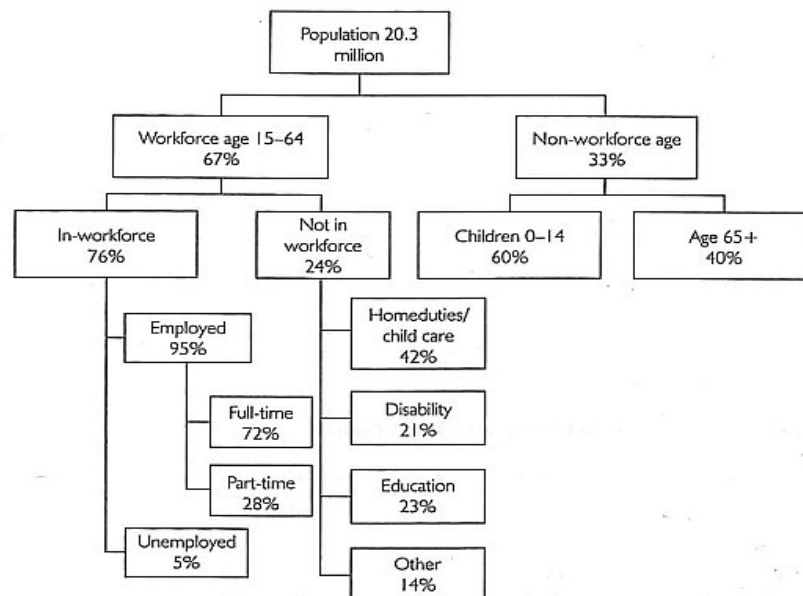 Population 20.3
million
Workforce age 15–64
67%
Non-workforce age
33%
In-workforce
76%
Not in
workforce
24%
Children 0–14
60%
Age 65+
40%
Employed
95%
Full-time
72%
Part-time
28%
Unemployed
5%
Homeduties/
child care
42%
Disability
21%
Education
23%
Other
14%